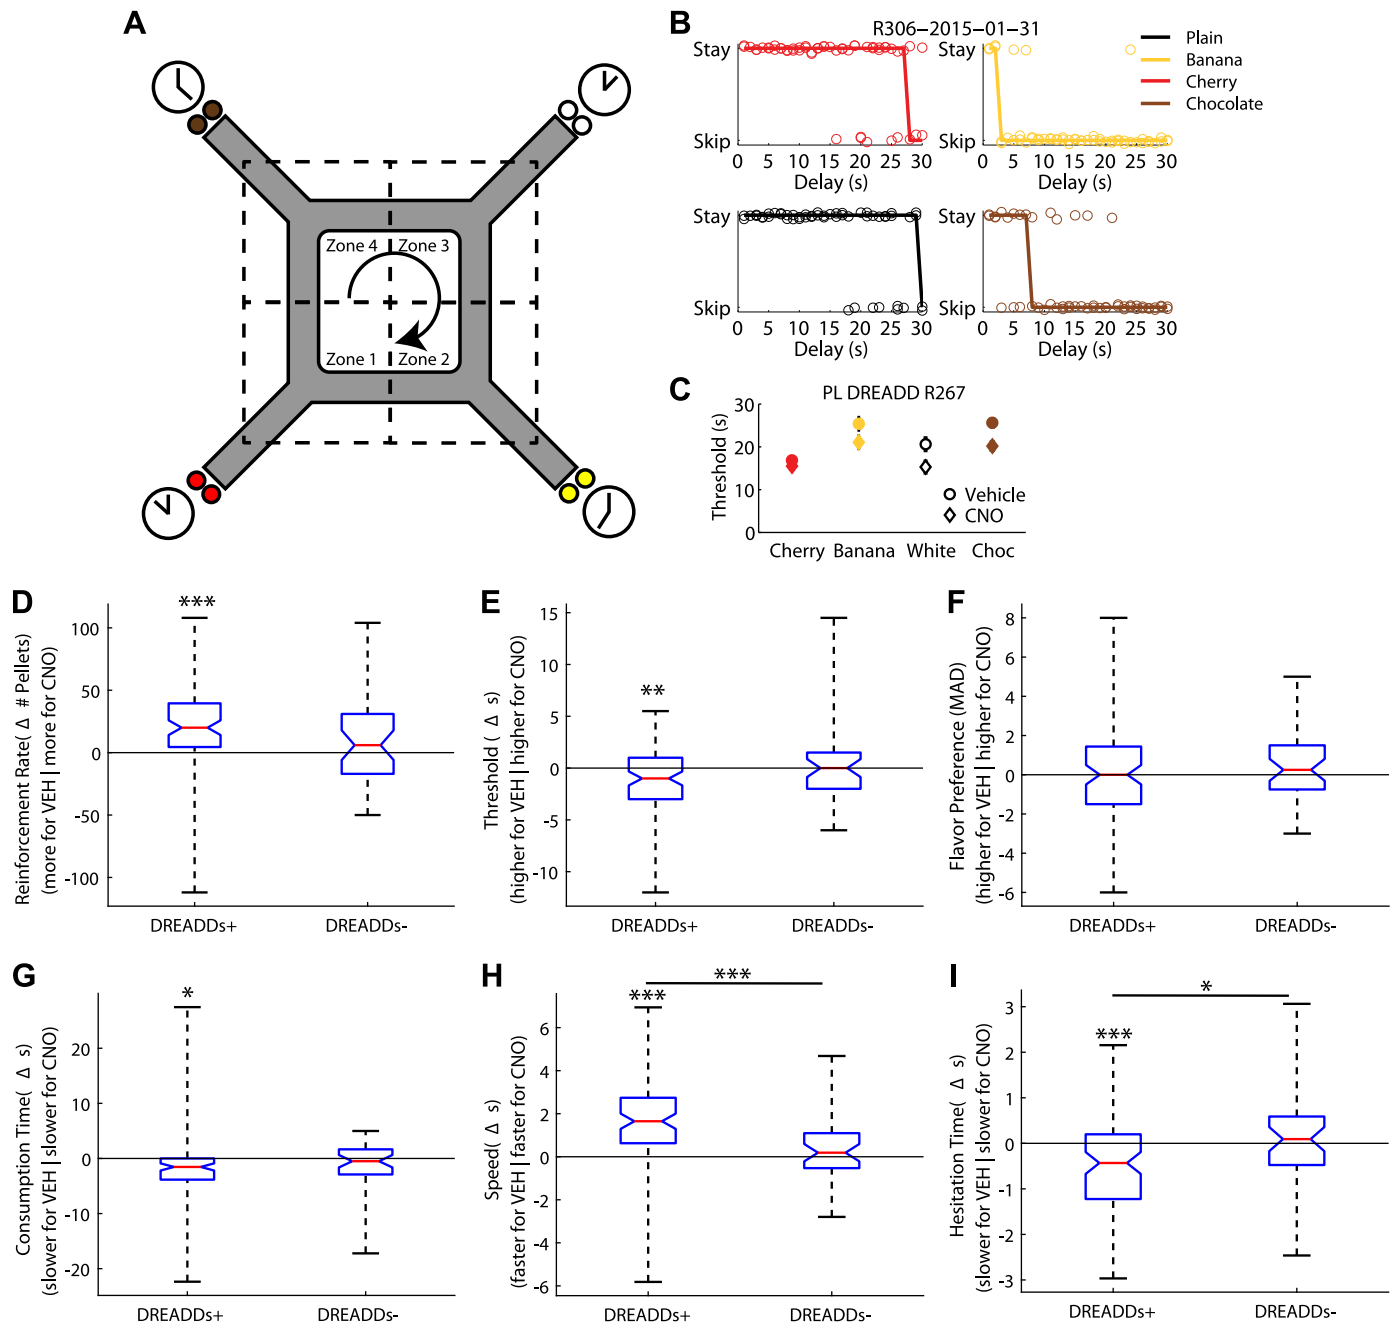 A
Zone 4
Zone 3
Zone 1
Zone 2
B
R306−2015−01−31
Stay
Skip
0 5 10 15 20 25 30
Delay (s)
Stay
Skip
0 5 10 15 20 25 30
Delay (s)
Plain
Banana
Cherry
Chocolate
Stay
Skip
0 5 10 15 20 25 30
Delay (s)
Stay
Skip
0 5 10 15 20 25 30
Delay (s)
C
PL DREADD R267
Threshold (s)
30
20
10
0
Vehicle
CNO
Cherry Banana White Choc
D
Reinforcement Rate( Δ # Pellets)
(more for VEH | more for CNO)
100
50
0
-50
-100
***
DREADDs+ DREADDs-
E
Threshold ( Δ s)
(higher for VEH | higher for CNO)
15
10
5
0
-5
-10
**
DREADDs+ DREADDs-
F
Flavor Preference (MAD)
(higher for VEH | higher for CNO)
8
6
4
2
0
-2
-4
-6
DREADDs+ DREADDs-
G
Consumption Time( Δ s)
(slower for VEH | slower for CNO)
20
10
0
-10
-20
*
DREADDs+ DREADDs-
H
Speed( Δ s)
(faster for VEH | faster for CNO)
6
4
2
0
-2
-4
-6
***
***
DREADDs+ DREADDs-
I
Hesitation Time( Δ s)
(slower for VEH | slower for CNO)
3
2
1
0
-1
-2
-3
*
***
DREADDs+ DREADDs-